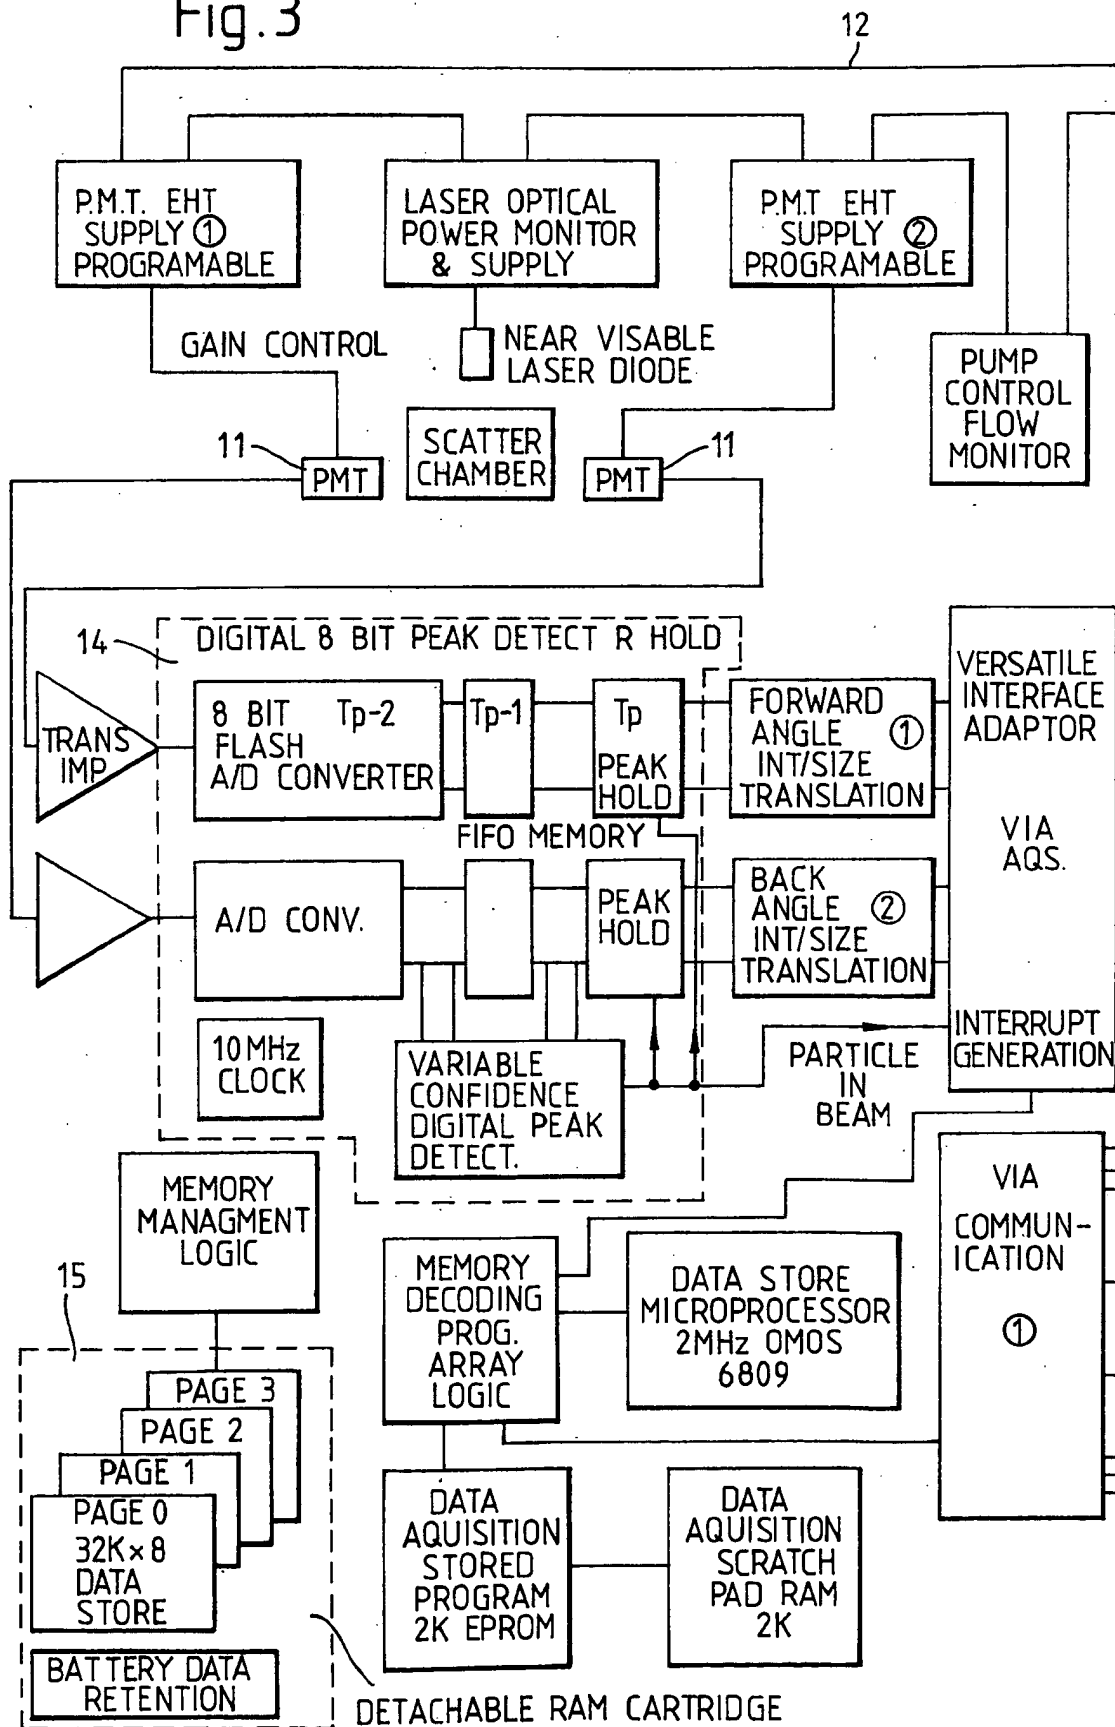 Fig.3
12
P.M.T. EHT
SUPPLY ①
PROGRAMABLE
LASER OPTICAL
POWER MONITOR
& SUPPLY
P.M.T EHT
SUPPLY ②
PROGRAMABLE
GAIN CONTROL
NEAR VISABLE
LASER DIODE
PUMP
CONTROL
FLOW
MONITOR
11
PMT
SCATTER
CHAMBER
11
PMT
14
DIGITAL 8 BIT PEAK DETECT R HOLD
TRANS
IMP
8 BIT Tp-2
FLASH
A/D CONVERTER
Tp-1
Tp
PEAK
HOLD
FORWARD
ANGLE ①
INT/SIZE
TRANSLATION
VERSATILE
INTERFACE
ADAPTOR
VIA
AQS.
INTERRUPT
GENERATION
FIFO MEMORY
A/D CONV.
PEAK
HOLD
BACK
ANGLE ②
INT/SIZE
TRANSLATION
10MHz
CLOCK
VARIABLE
CONFIDENCE
DIGITAL PEAK
DETECT.
PARTICLE
IN
BEAM
MEMORY
MANAGMENT
LOGIC
15
MEMORY
DECODING
PROG.
ARRAY
LOGIC
DATA STORE
MICROPROCESSOR
2MHz OMOS
6809
VIA
COMMUN-
ICATION
①
PAGE 3
PAGE 2
PAGE 1
PAGE 0
32K×8
DATA
STORE
BATTERY DATA
RETENTION
DATA
AQUISITION
STORED
PROGRAM
2K EPROM
DATA
AQUISITION
SCRATCH
PAD RAM
2K
DETACHABLE RAM CARTRIDGE